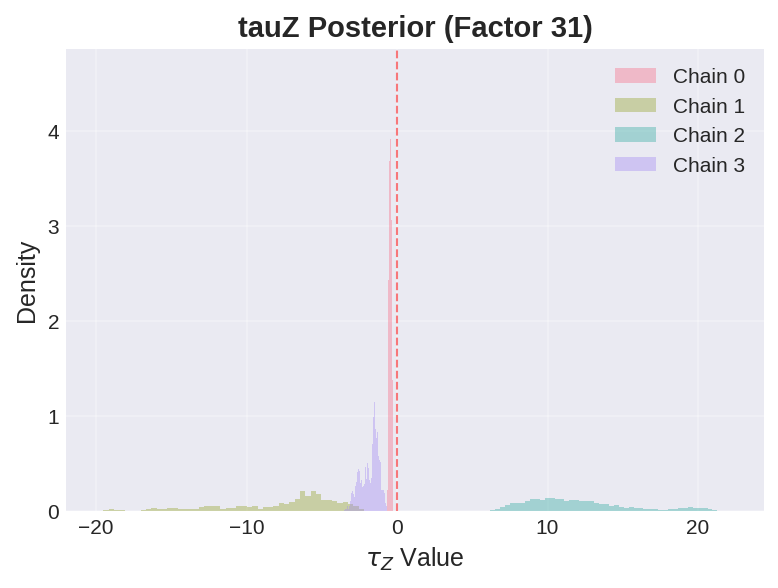 tauZ Posterior (Factor 31)
Chain 0
Chain 1
Chain 2
Chain 3
Density
4
3
2
1
0
−20
−10
0
10
20
τ_Z Value